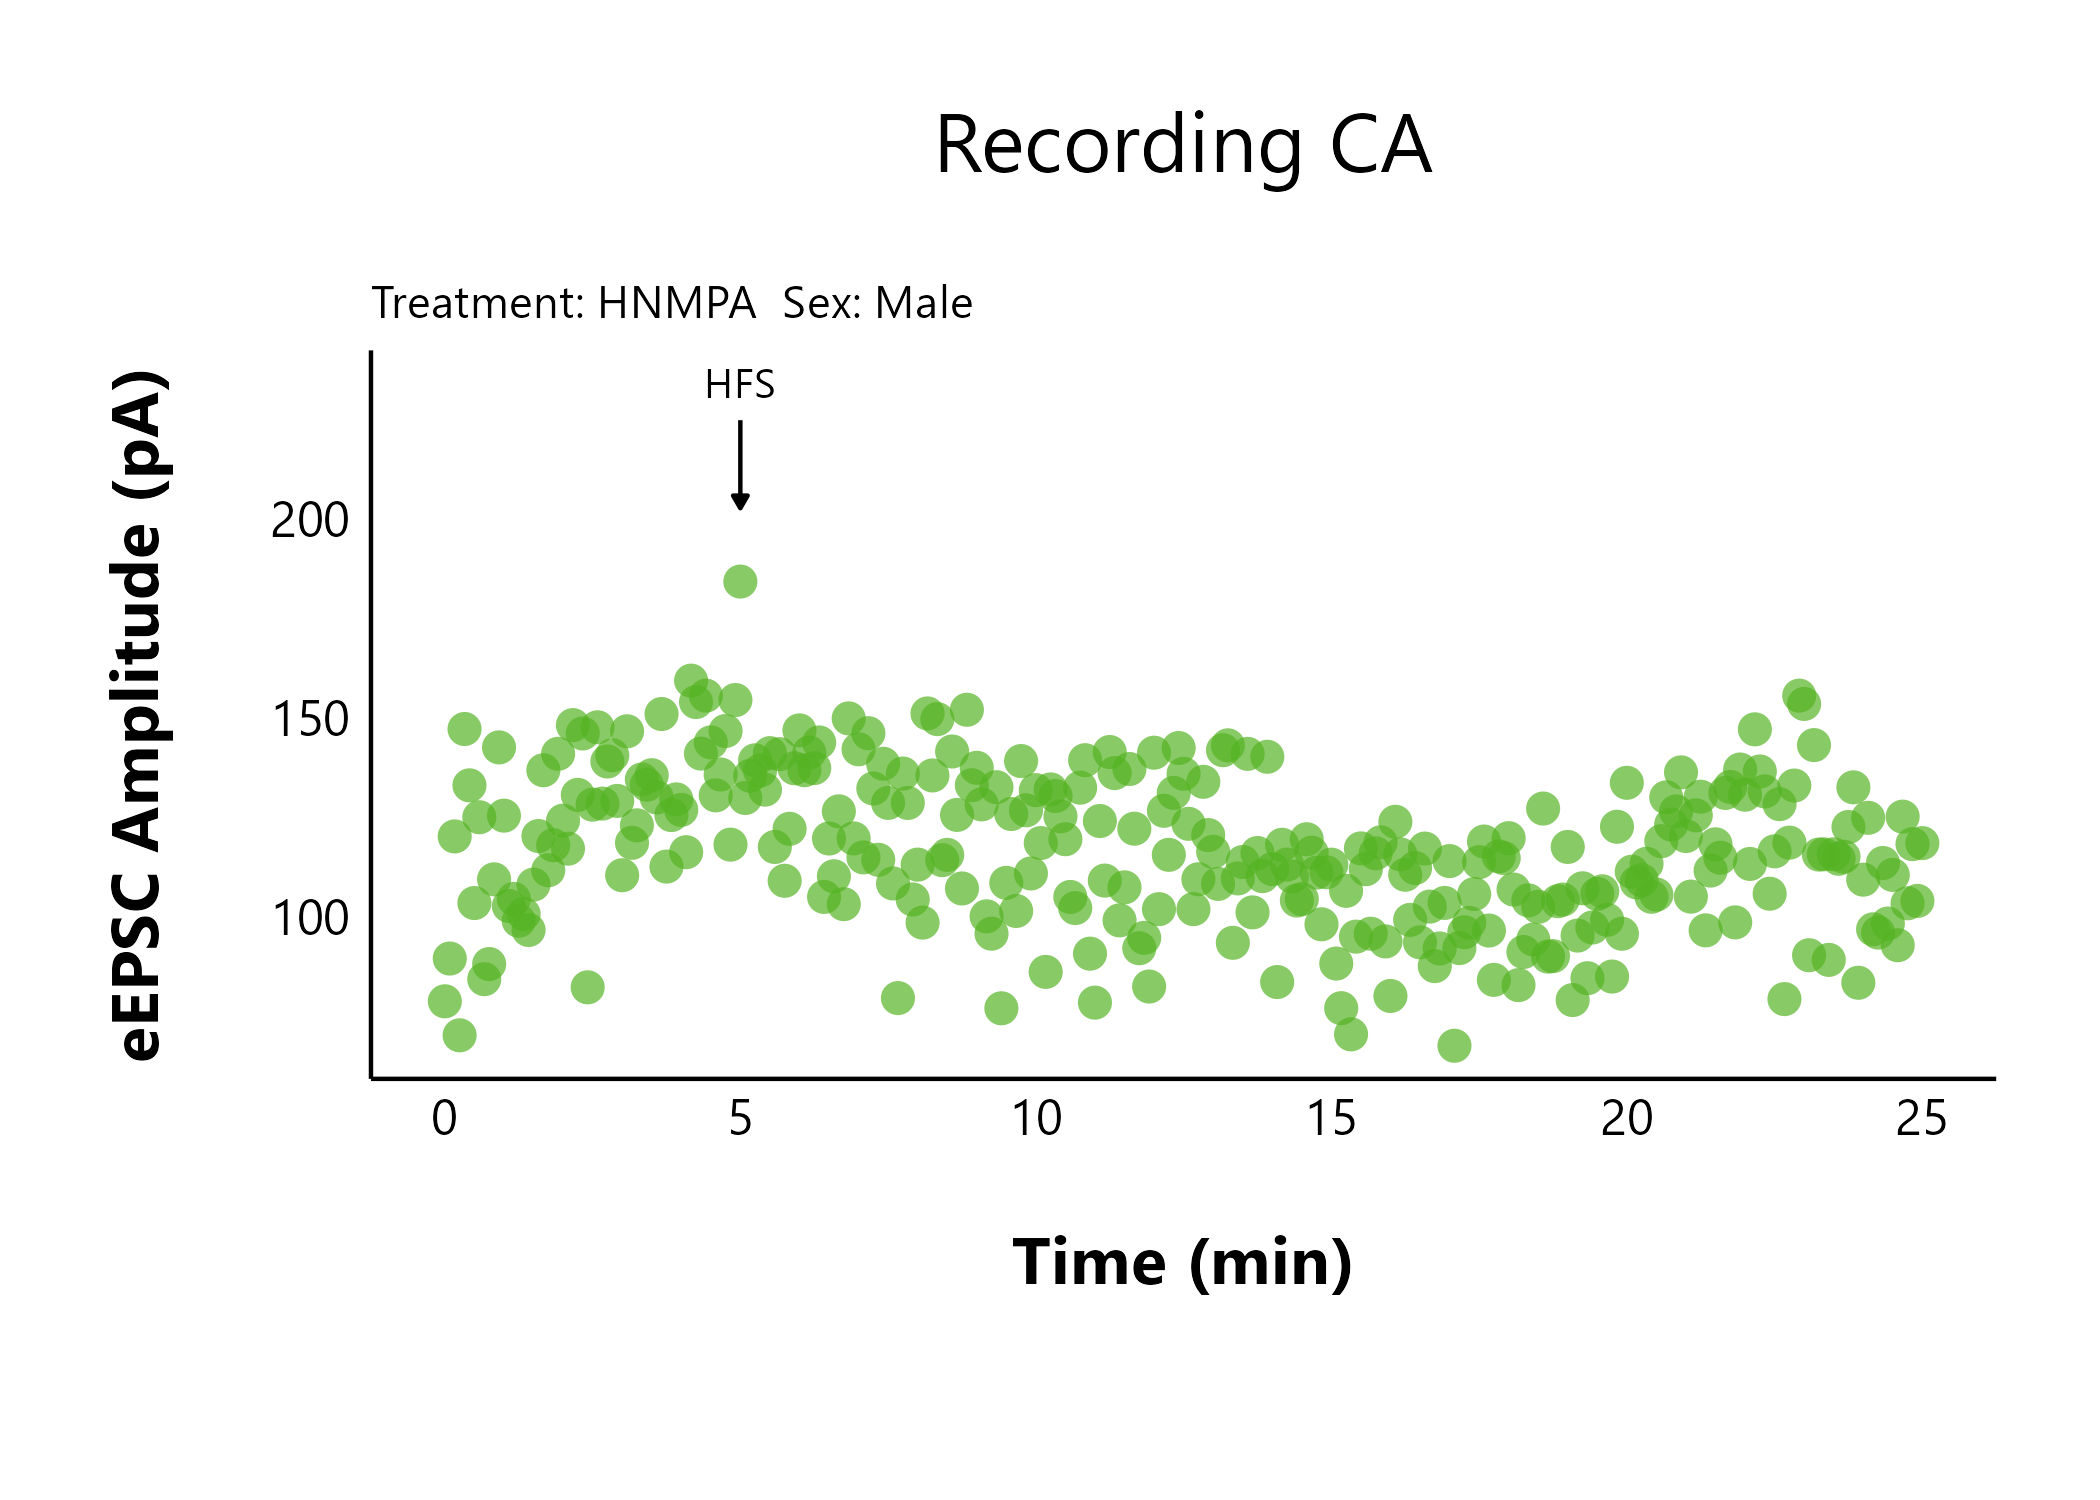 Recording CA
Treatment: HNMPA  Sex: Male
HFS
eEPSC Amplitude (pA)
200
150
100
0 5 10 15 20 25
Time (min)